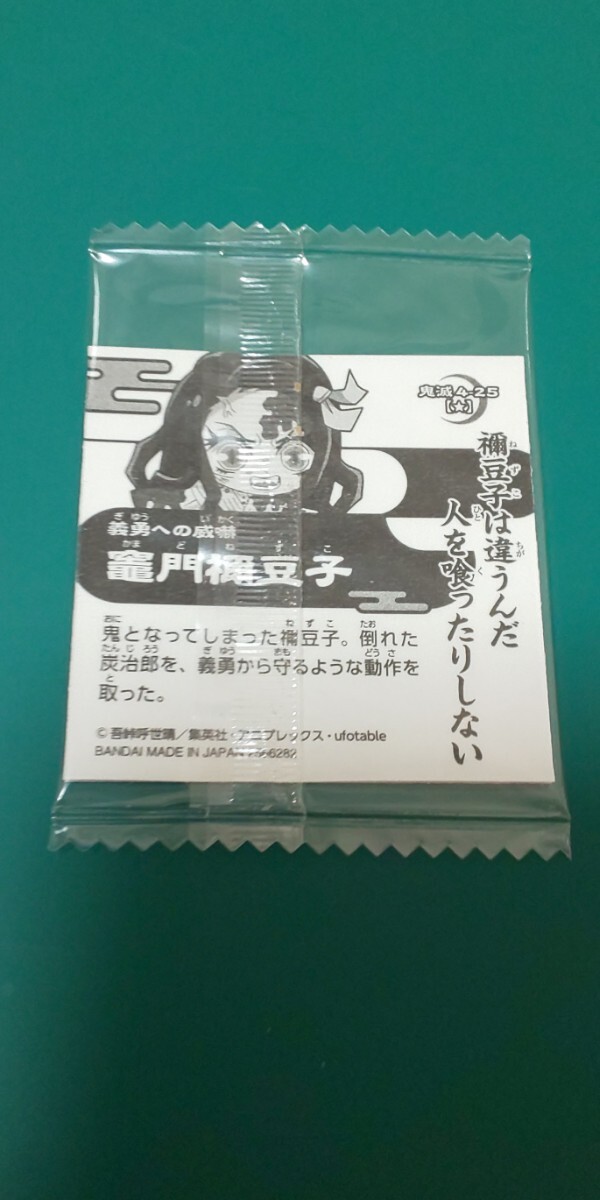 鬼滅 4-25
[★]
禰豆子は違うんだ
人を喰ったりしない
義勇への威嚇
竈門禰豆子
鬼となってしまった禰豆子。倒れた
炭治郎を、義勇から守るような動作を
取った。
©吾峠呼世晴／集英社・アニプレックス・ufotable
BANDAI MADE IN JAPAN 2566282